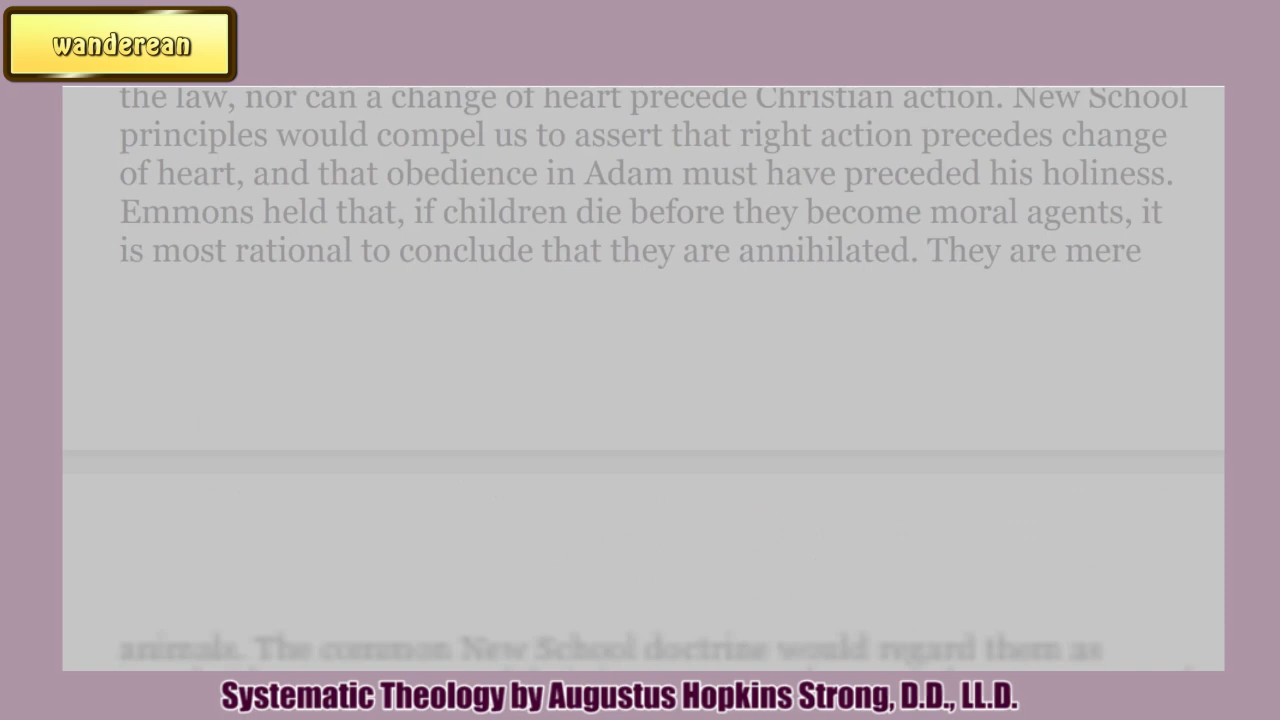 wanderean
the law, nor can a change of heart precede Christian action. New School
principles would compel us to assert that right action precedes change
of heart, and that obedience in Adam must have preceded his holiness.
Emmons held that, if children die before they become moral agents, it
is most rational to conclude that they are annihilated. They are mere
animals. The common New School doctrine would regard them as
Systematic Theology by Augustus Hopkins Strong, D.D., LL.D.